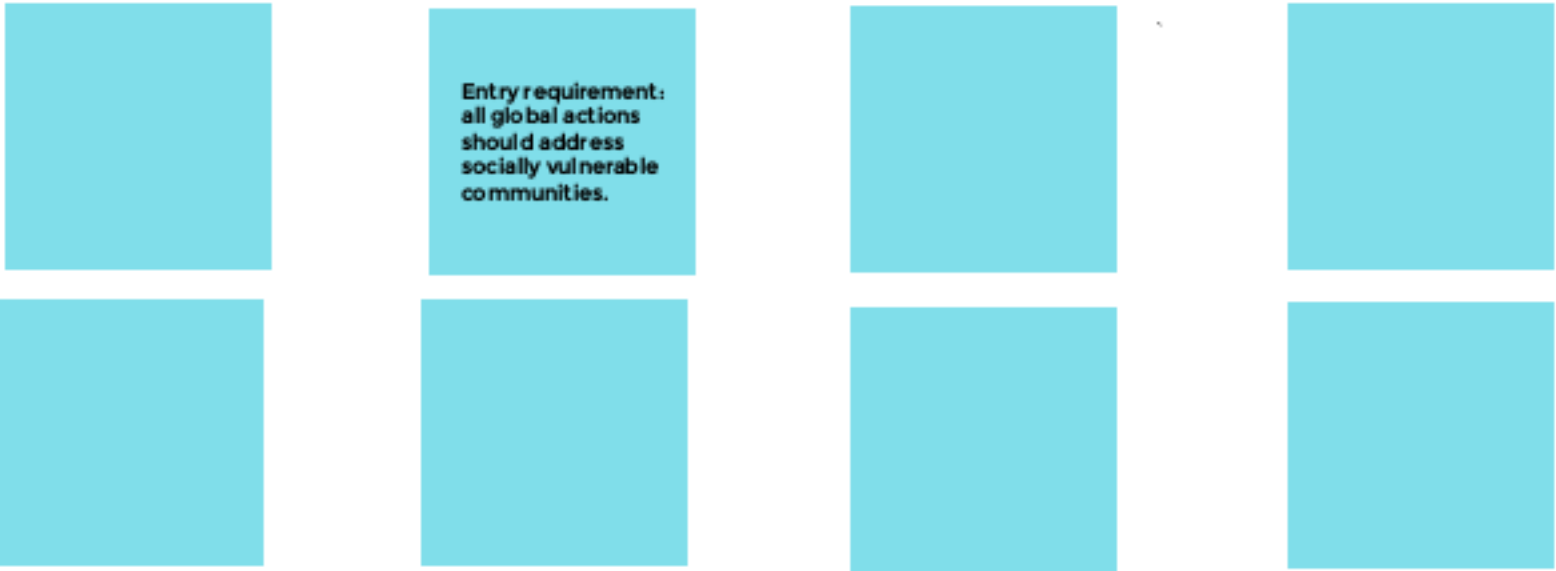 Entry requirement:
all global actions
should address
socially vulnerable
communities.